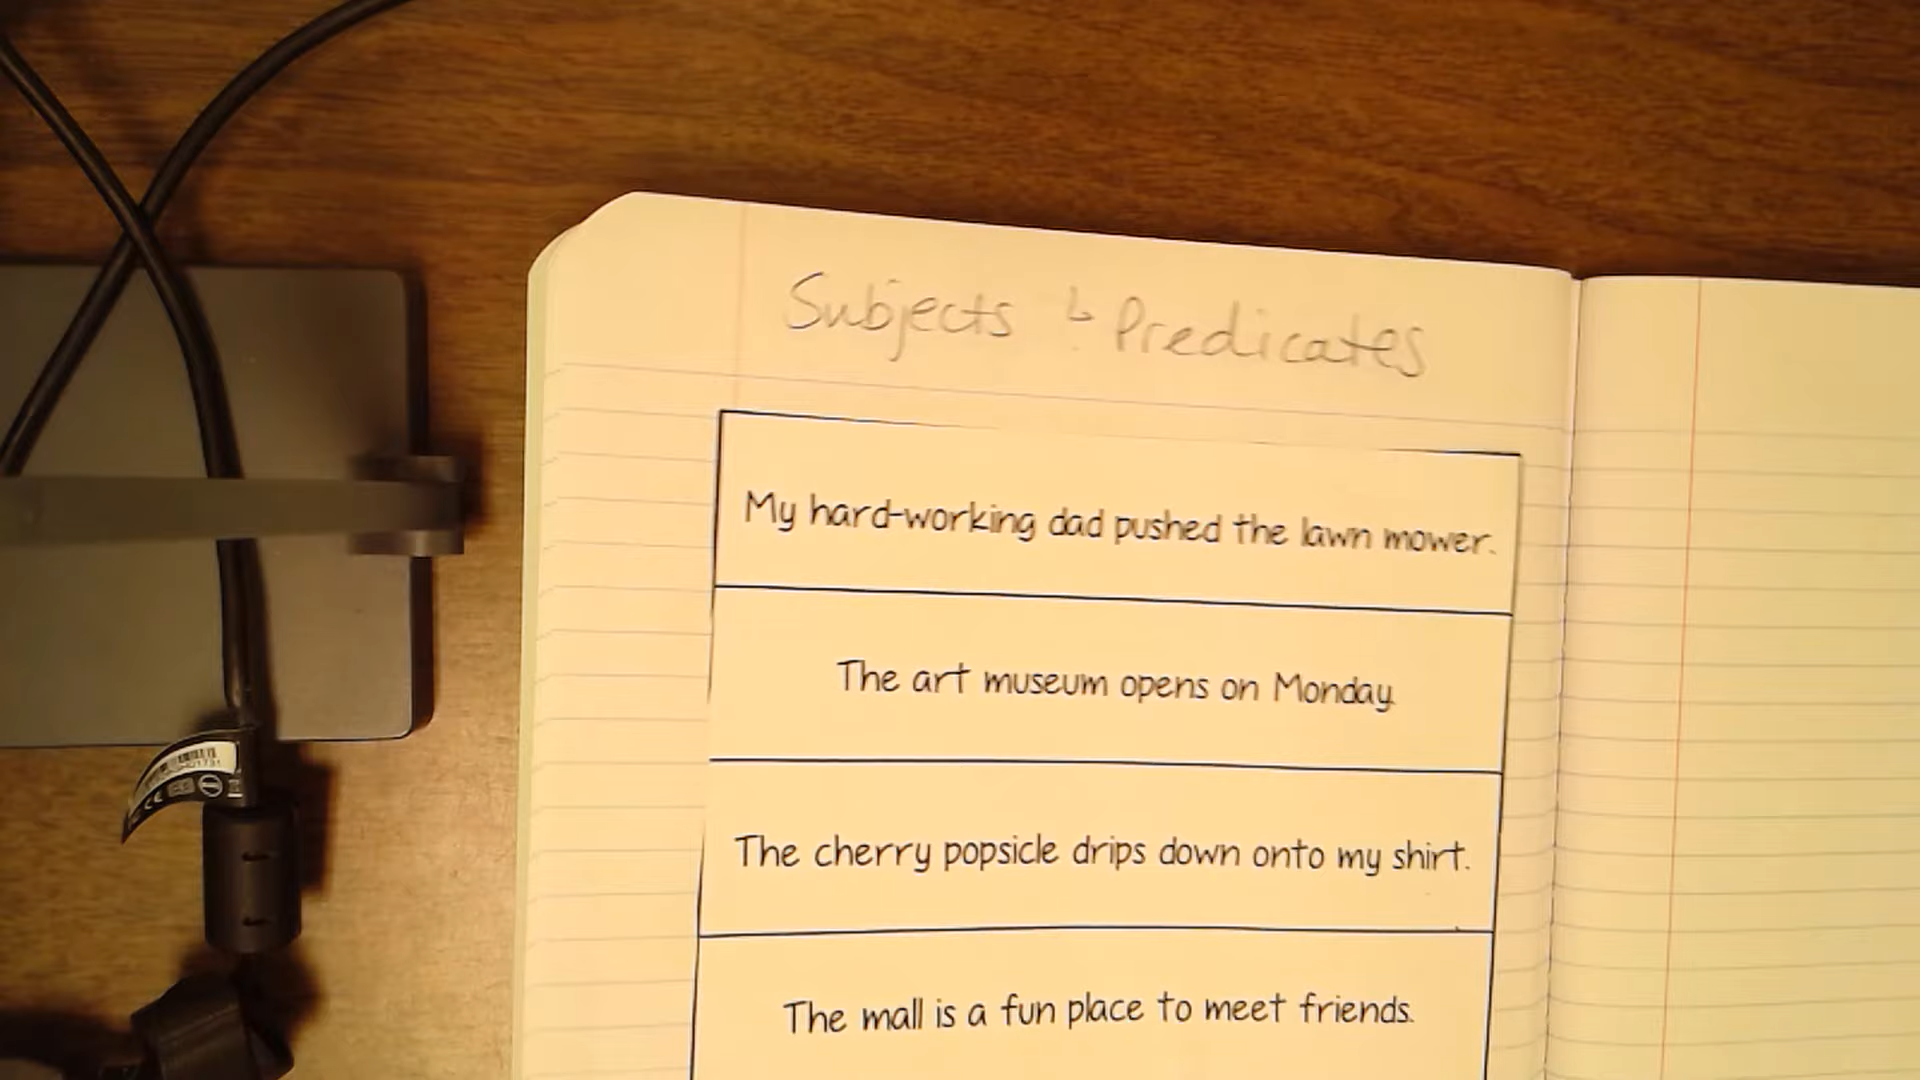 Subjects & Predicates
My hard-working dad pushed the lawn mower.
The art museum opens on Monday.
The cherry popsicle drips down onto my shirt.
The mall is a fun place to meet friends.